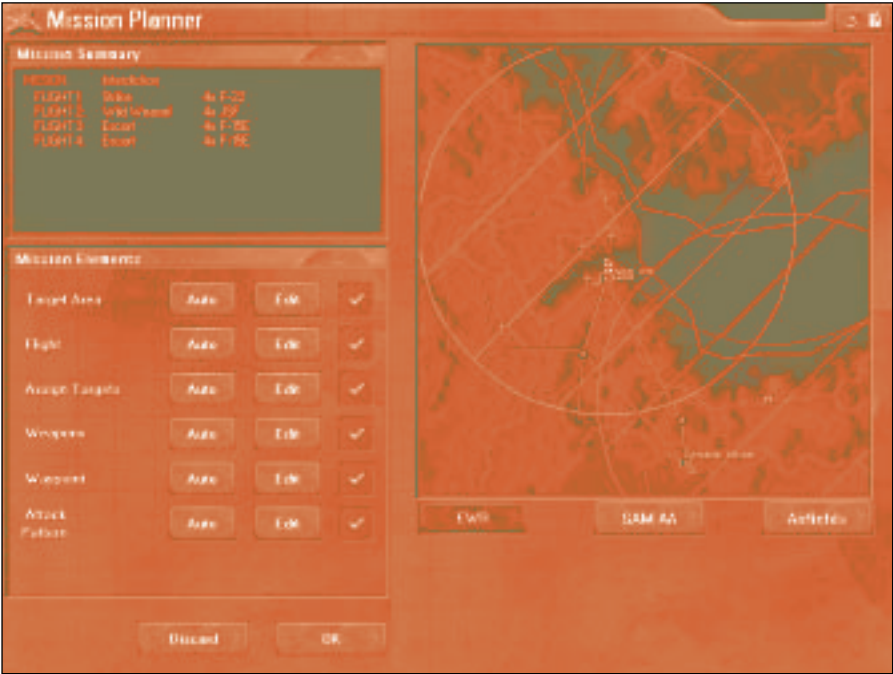 Mission Planner
Mission Summary
MISSION Interdiction
FLIGHT 1 Strike 4x F-22
FLIGHT 2 Wild Weasel 4x JSF
FLIGHT 3 Escort 4x F-15E
FLIGHT 4 Escort 4x F-15E
Mission Elements
Target Area Auto Edit
Flight Auto Edit
Assign Targets Auto Edit
Weapons Auto Edit
Waypoint Auto Edit
Attack
Pattern Auto Edit
EWR SAM AA Airfields
Discard OK